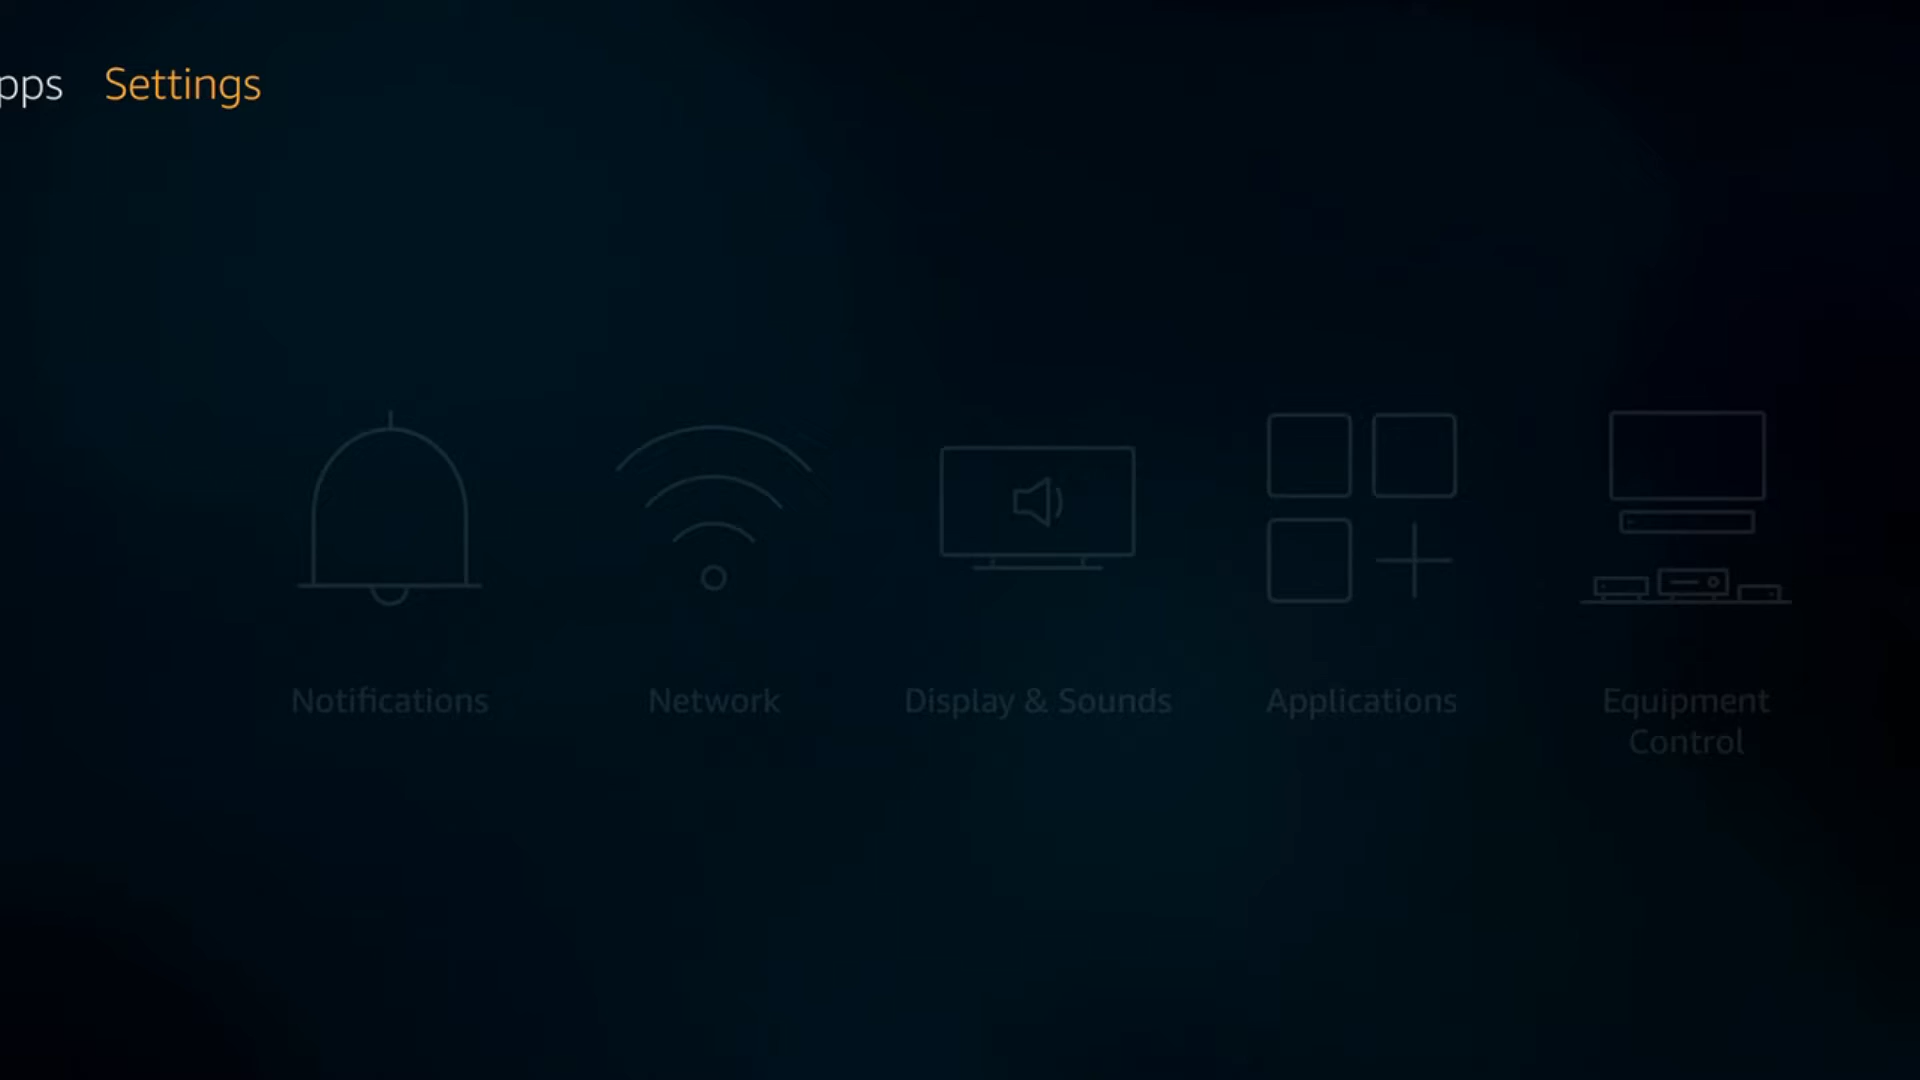 pps Settings
Notifications
Network
Display & Sounds
Applications
Equipment
Control